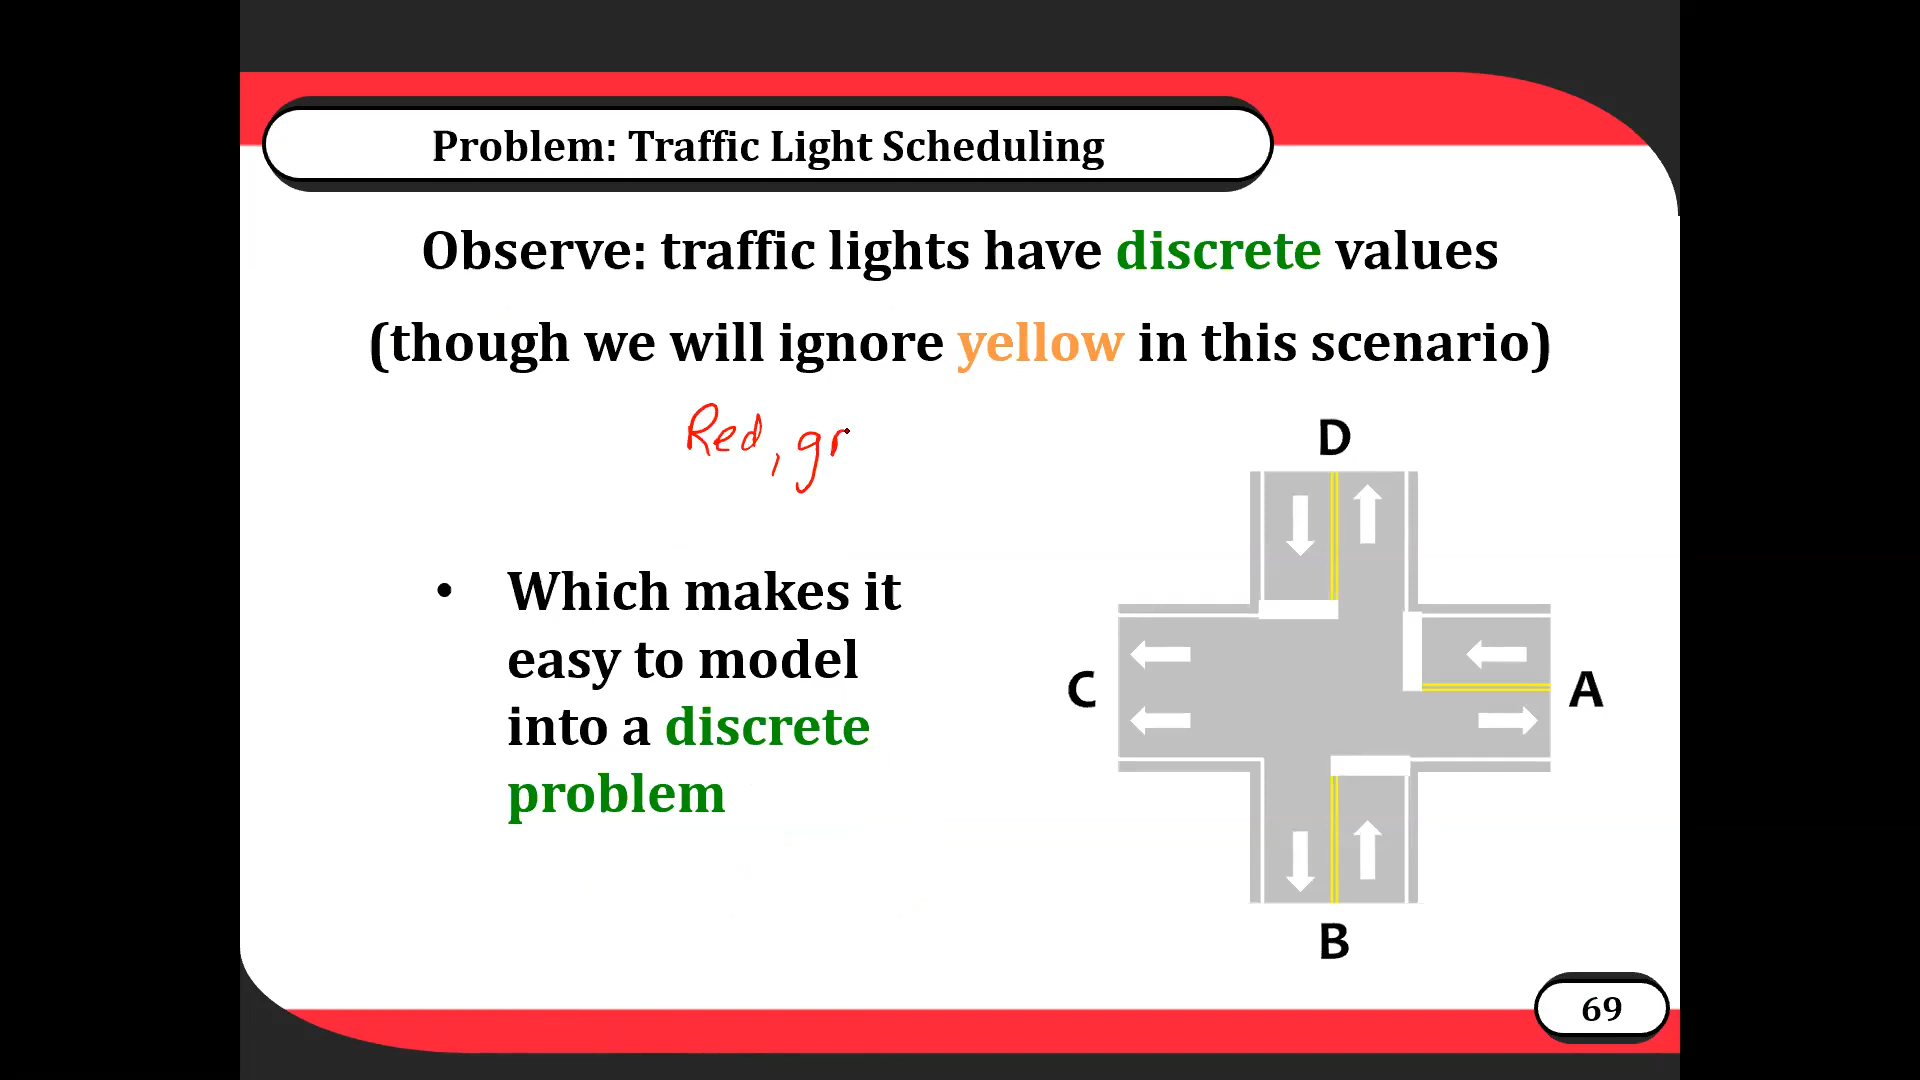 Problem: Traffic Light Scheduling
Observe: traffic lights have discrete values
(though we will ignore yellow in this scenario)
Red, gr
• Which makes it
easy to model
into a discrete
problem
D
C
A
B
69